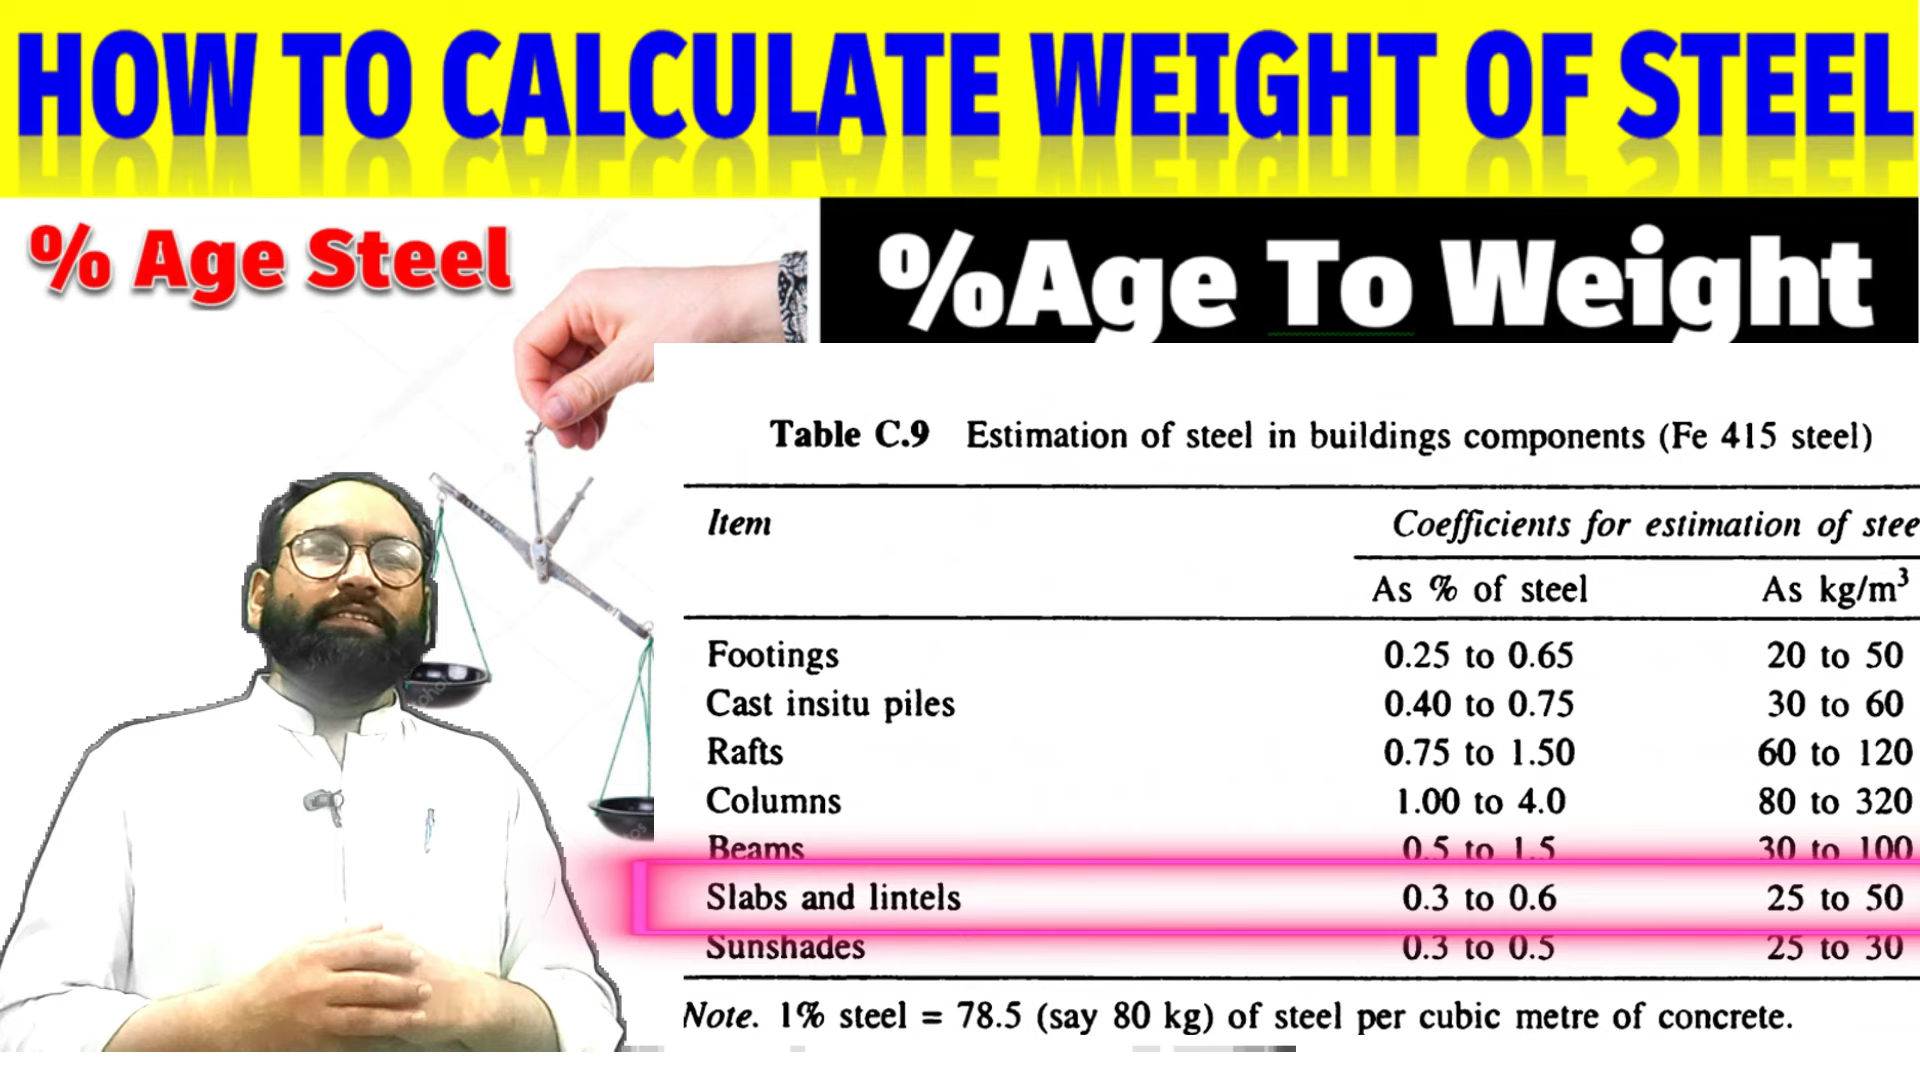 HOW TO CALCULATE WEIGHT OF STEEL
% Age Steel
%Age To Weight
Table C.9 Estimation of steel in buildings components (Fe 415 steel)
Item Coefficients for estimation of stee
As % of steel As kg/m³
Footings 0.25 to 0.65 20 to 50
Cast insitu piles 0.40 to 0.75 30 to 60
Rafts 0.75 to 1.50 60 to 120
Columns 1.00 to 4.0 80 to 320
Beams 0.5 to 1.5 30 to 100
Slabs and lintels 0.3 to 0.6 25 to 50
Sunshades 0.3 to 0.5 25 to 30
Note. 1% steel = 78.5 (say 80 kg) of steel per cubic metre of concrete.